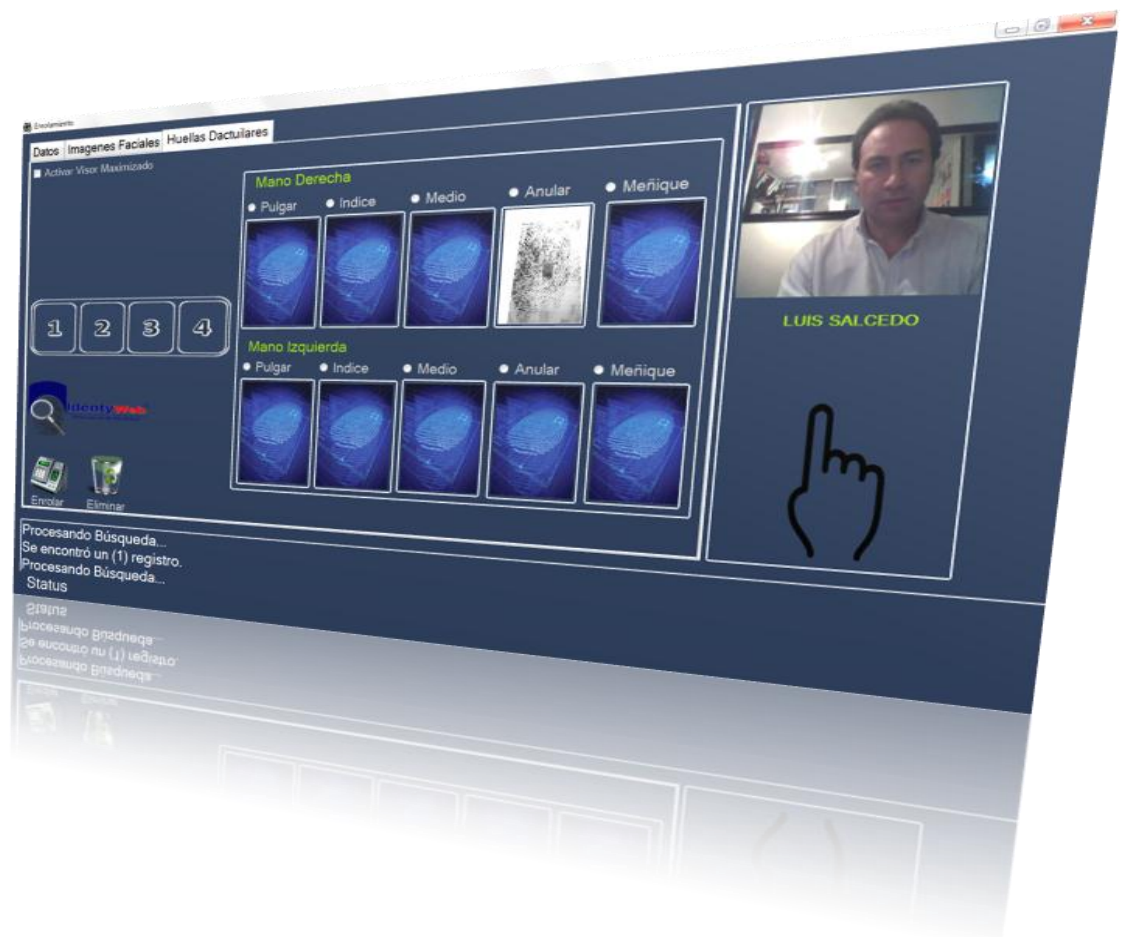 Enrolamiento
Datos Imagenes Faciales Huellas Dactuilares
Activar Visor Maximizado
Mano Derecha
Pulgar Indice Medio Anular Meñique
1 2 3 4
Mano Izquierda
Pulgar Indice Medio Anular Meñique
LUIS SALCEDO
IdentyWeb
Enrolar Eliminar
Procesando Búsqueda...
Se encontró un (1) registro.
Procesando Búsqueda...
Status